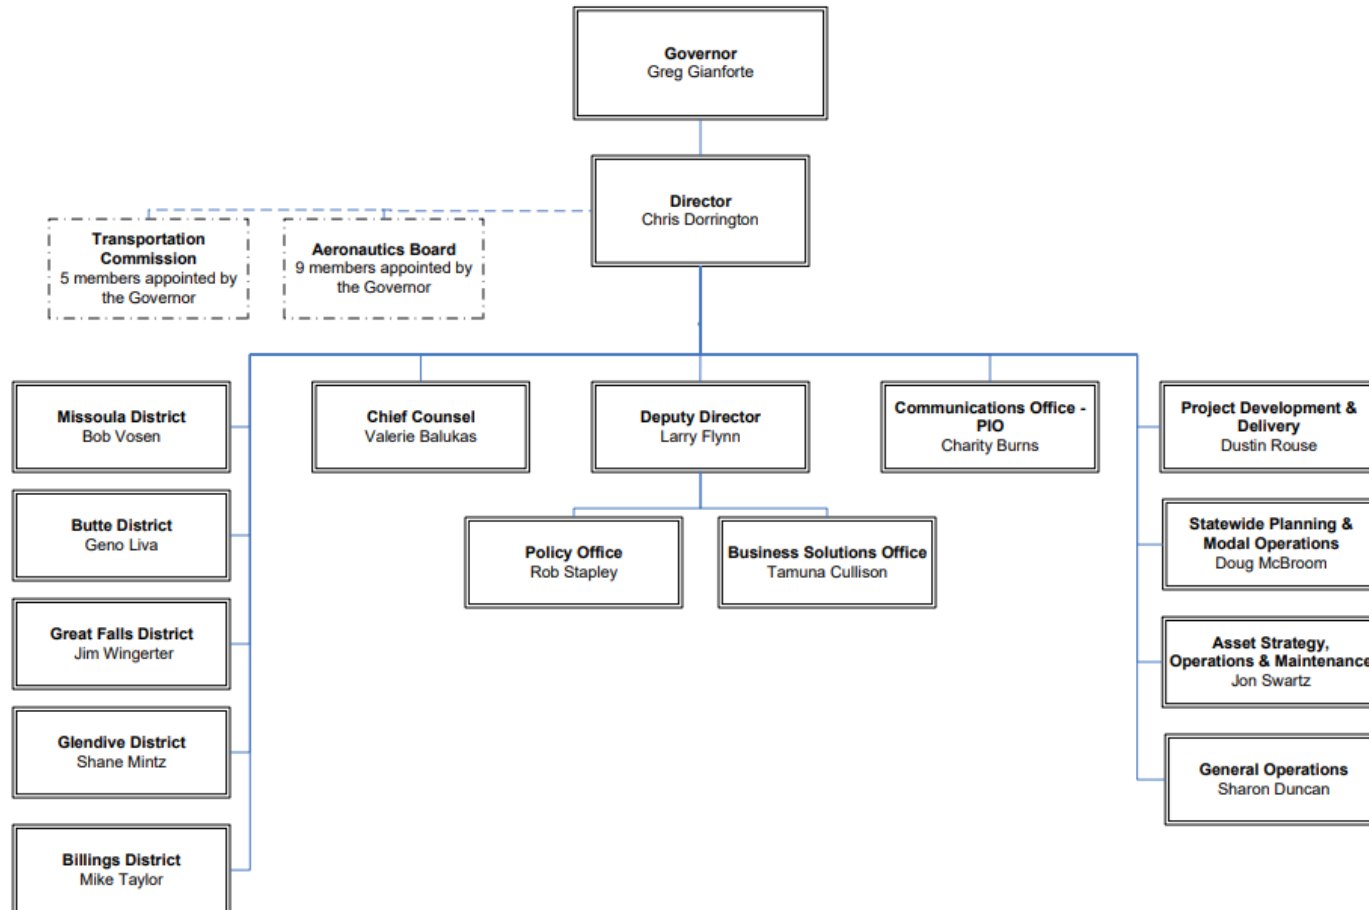 Governor
Greg Gianforte
Director
Chris Dorrington
Transportation
Commission
5 members appointed by
the Governor
Aeronautics Board
9 members appointed by
the Governor
Missoula District
Bob Vosen
Chief Counsel
Valerie Balukas
Deputy Director
Larry Flynn
Communications Office -
PIO
Charity Burns
Project Development &
Delivery
Dustin Rouse
Butte District
Geno Liva
Policy Office
Rob Stapley
Business Solutions Office
Tamuna Cullison
Statewide Planning &
Modal Operations
Doug McBroom
Great Falls District
Jim Wingerter
Asset Strategy,
Operations & Maintenance
Jon Swartz
Glendive District
Shane Mintz
General Operations
Sharon Duncan
Billings District
Mike Taylor